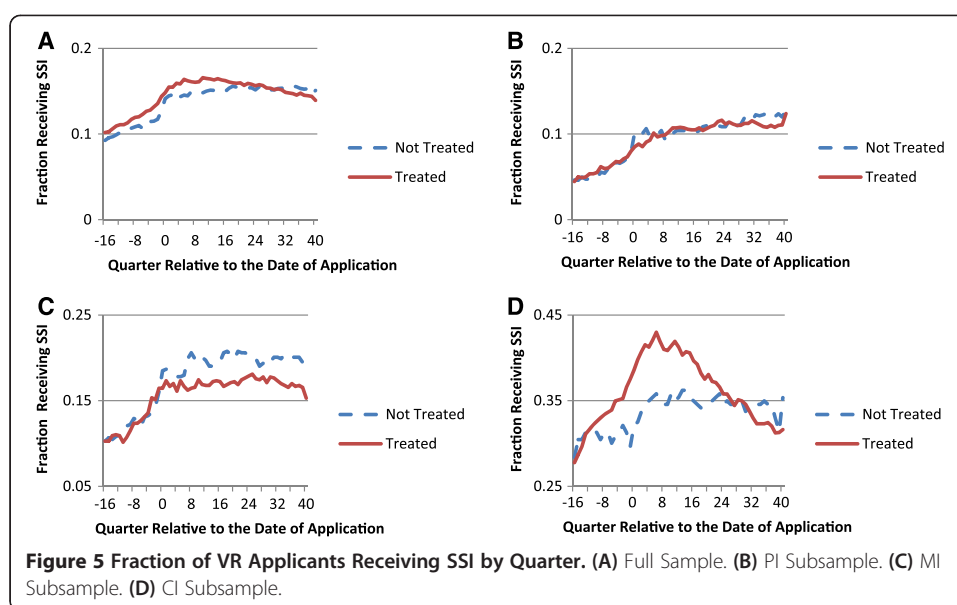 A
Fraction Receiving SSI
0.2
0.1
0
-16 -8 0 8 16 24 32 40
Quarter Relative to the Date of Application
Not Treated
Treated
B
Fraction Receiving SSI
0.2
0.1
0
-16 -8 0 8 16 24 32 40
Quarter Relative to the Date of Application
Not Treated
Treated
C
Fraction Receiving SSI
0.25
0.15
0.05
-16 -8 0 8 16 24 32 40
Quarter Relative to the Date of Application
Not Treated
Treated
D
Fraction Receiving SSI
0.45
0.35
0.25
-16 -8 0 8 16 24 32 40
Quarter Relative to the Date of Application
Not Treated
Treated
Figure 5 Fraction of VR Applicants Receiving SSI by Quarter. (A) Full Sample. (B) PI Subsample. (C) MI
Subsample. (D) CI Subsample.